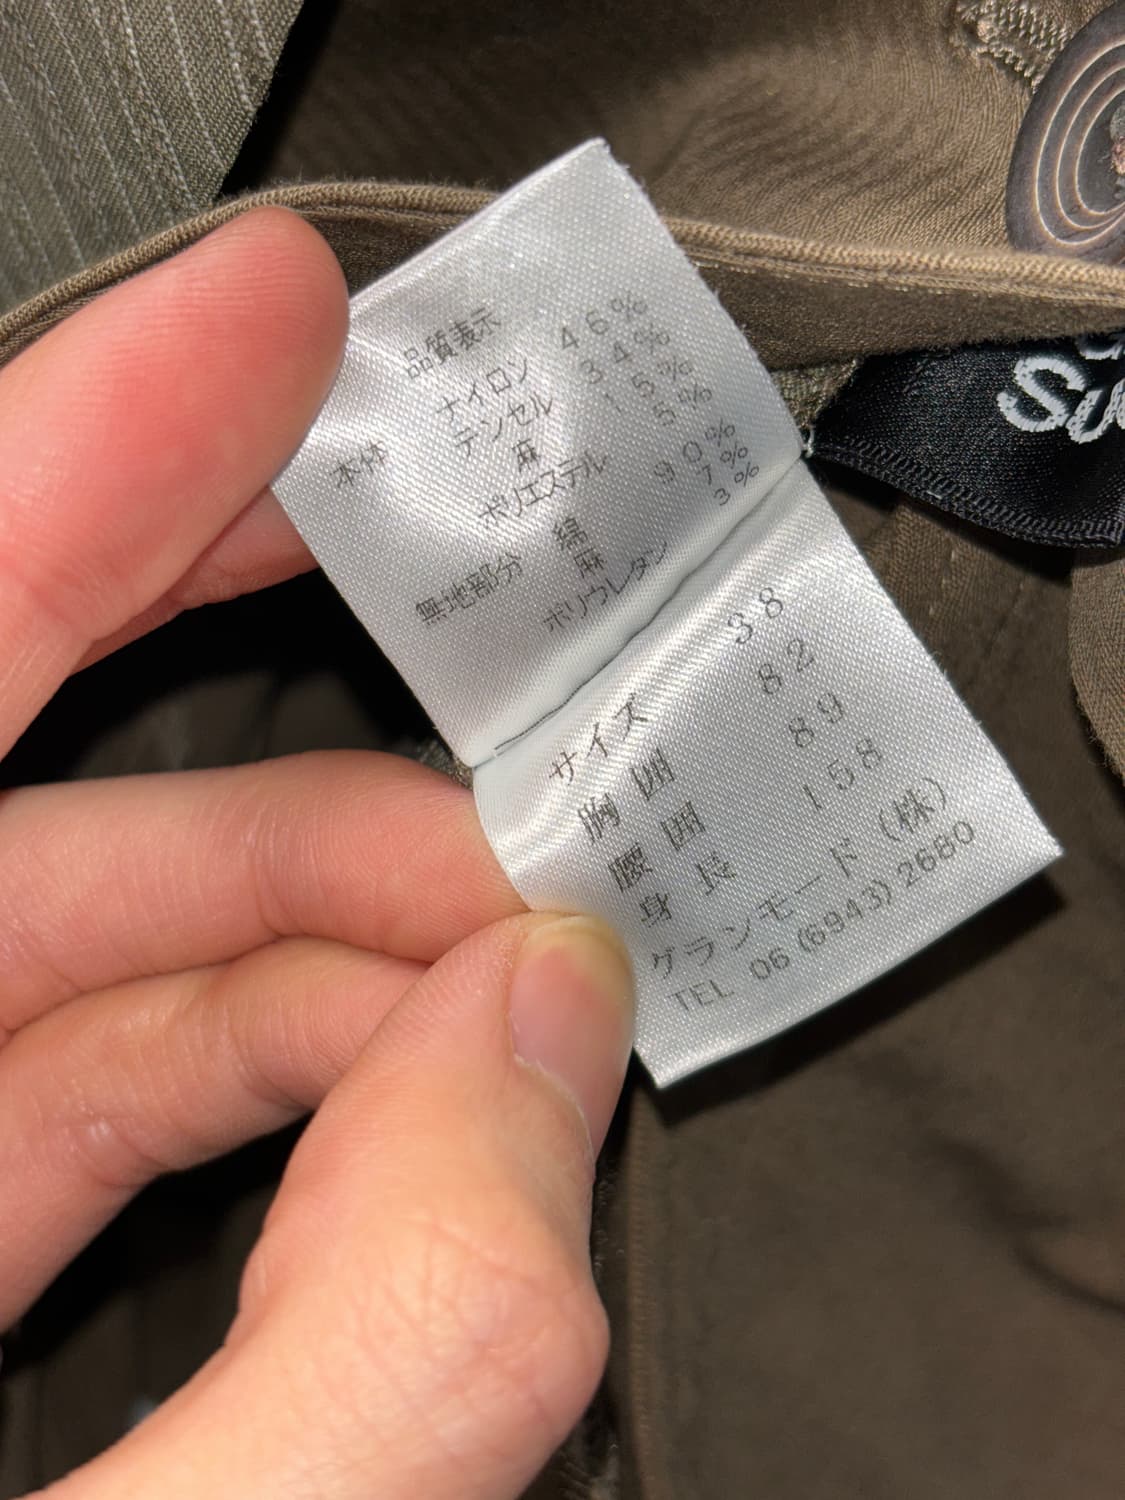 品質表示
本体 ナイロン 46%
テンセル 34%
麻 15%
ポリエステル 5%
無地部分 綿 90%
麻 7%
ポリウレタン 3%
サイズ 38
胸囲 82
腰囲 89
身長 158
グランモード(株)
TEL 06(6943)2680